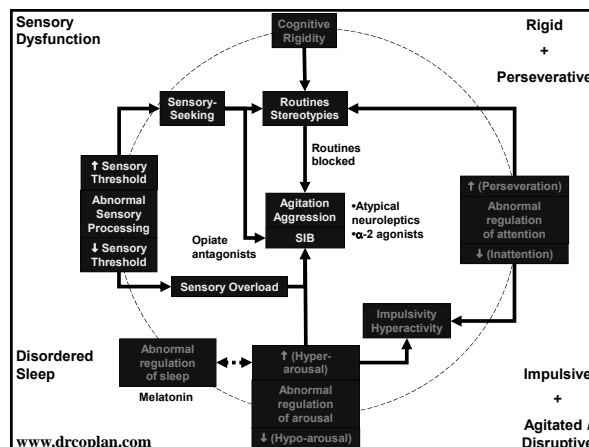 Sensory
Dysfunction
Cognitive
Rigidity
Rigid
+
Perseverative
Sensory-
Seeking
Routines
Stereotypies
Routines
blocked
↑ Sensory
Threshold
Abnormal
Sensory
Processing
↓ Sensory
Threshold
Agitation
Aggression
SIB
•Atypical
neuroleptics
•α-2 agonists
↑ (Perseveration)
Abnormal
regulation
of attention
↓ (Inattention)
Opiate
antagonists
Sensory Overload
Impulsivity
Hyperactivity
Disordered
Sleep
Abnormal
regulation
of sleep
Melatonin
↑ (Hyper-
arousal)
Abnormal
regulation
of arousal
↓ (Hypo-arousal)
Impulsive
+
Agitated /
Disruptive
www.drcoplan.com